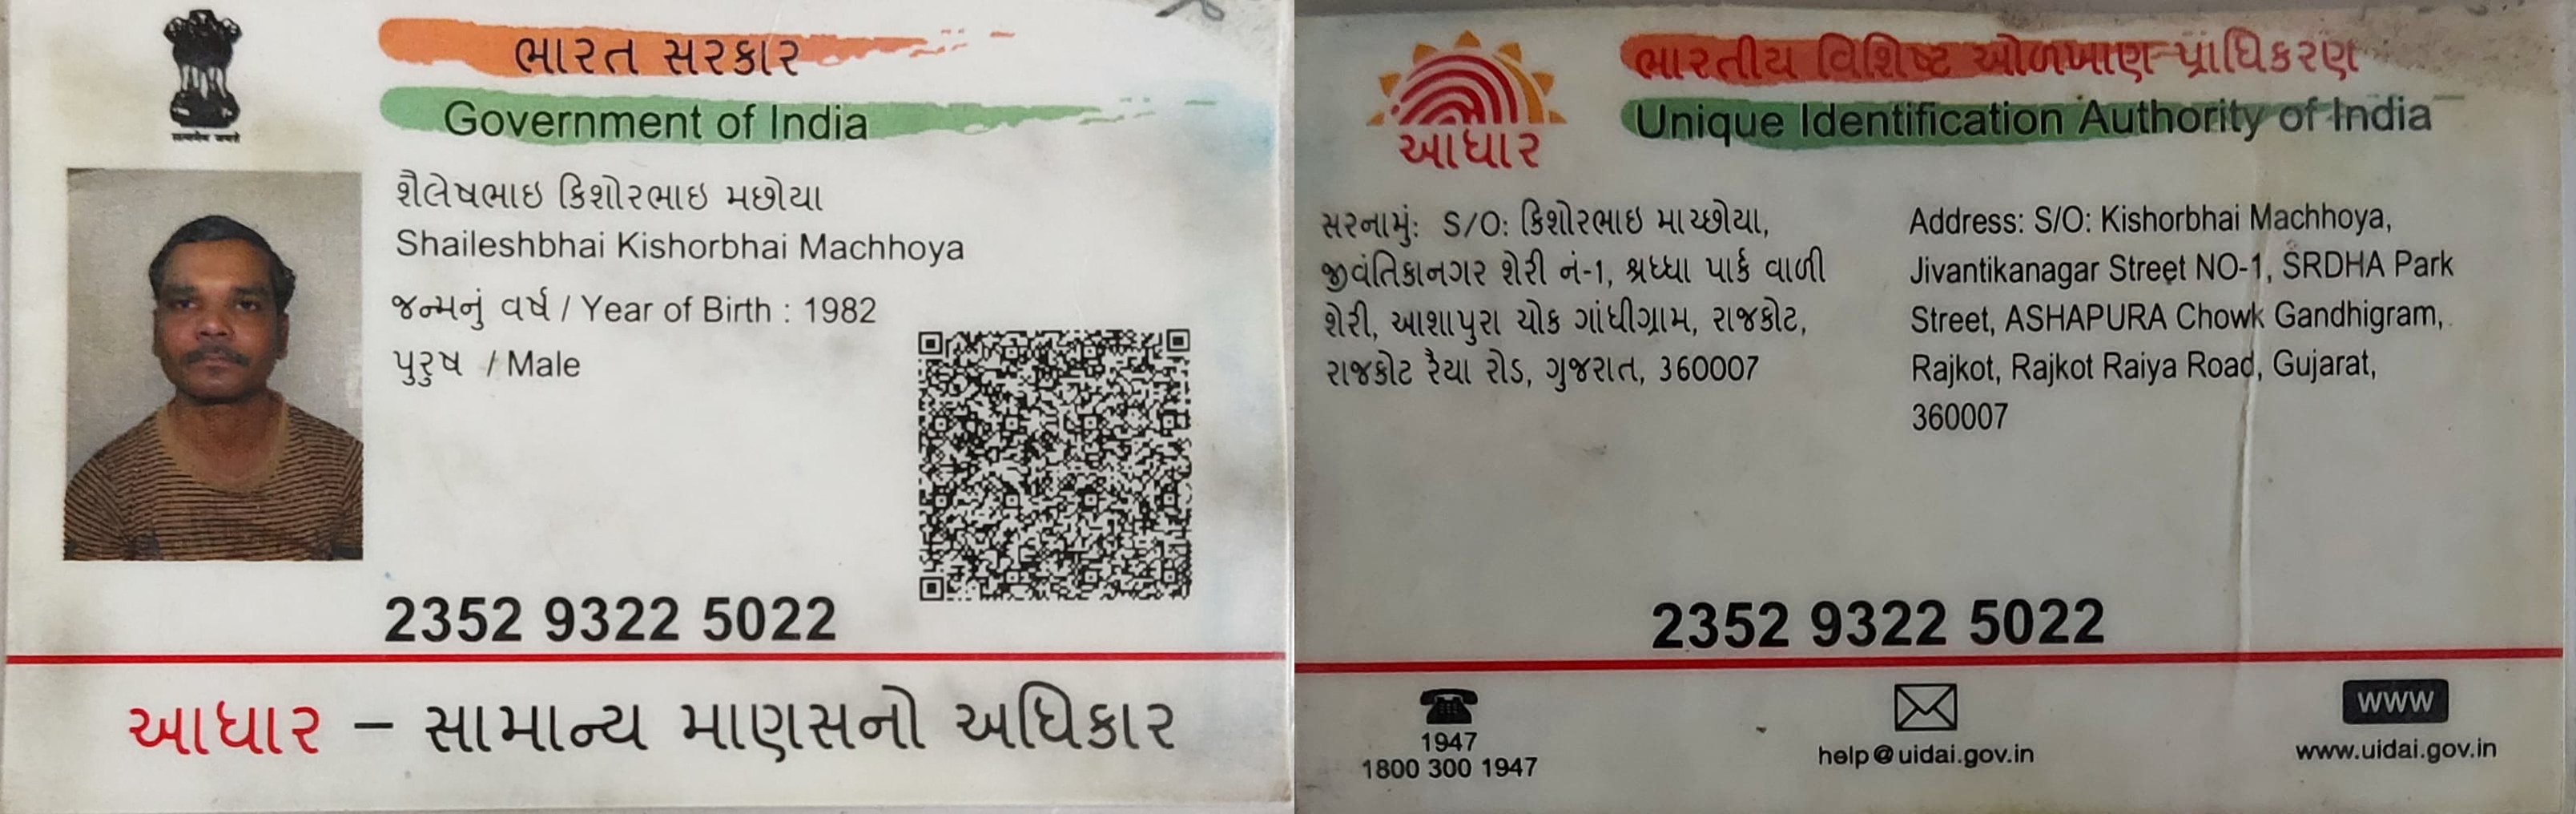 ભારત સરકાર
Government of India
શૈલેષભાઇ કિશોરભાઇ મછોયા
Shaileshbhai Kishorbhai Machhoya
જન્મનું વર્ષ / Year of Birth : 1982
પુરુષ / Male
2352 9322 5022
આધાર – સામાન્ય માણસનો અધિકાર
ભારતીય વિશિષ્ટ ઓળખાણ પ્રાધિકરણ
Unique Identification Authority of India
આધાર
સરનામું: S/O: કિશોરભાઇ માચ્છોયા,
જીવંતિકાનગર શેરી નં-1, શ્રધ્ધા પાર્ક વાળી
શેરી, આશાપુરા ચોક ગાંધીગ્રામ, રાજકોટ,
રાજકોટ રૈયા રોડ, ગુજરાત, 360007
Address: S/O: Kishorbhai Machhoya,
Jivantikanagar Street NO-1, SRDHA Park
Street, ASHAPURA Chowk Gandhigram,
Rajkot, Rajkot Raiya Road, Gujarat,
360007
2352 9322 5022
1947
1800 300 1947
help@uidai.gov.in
www
www.uidai.gov.in